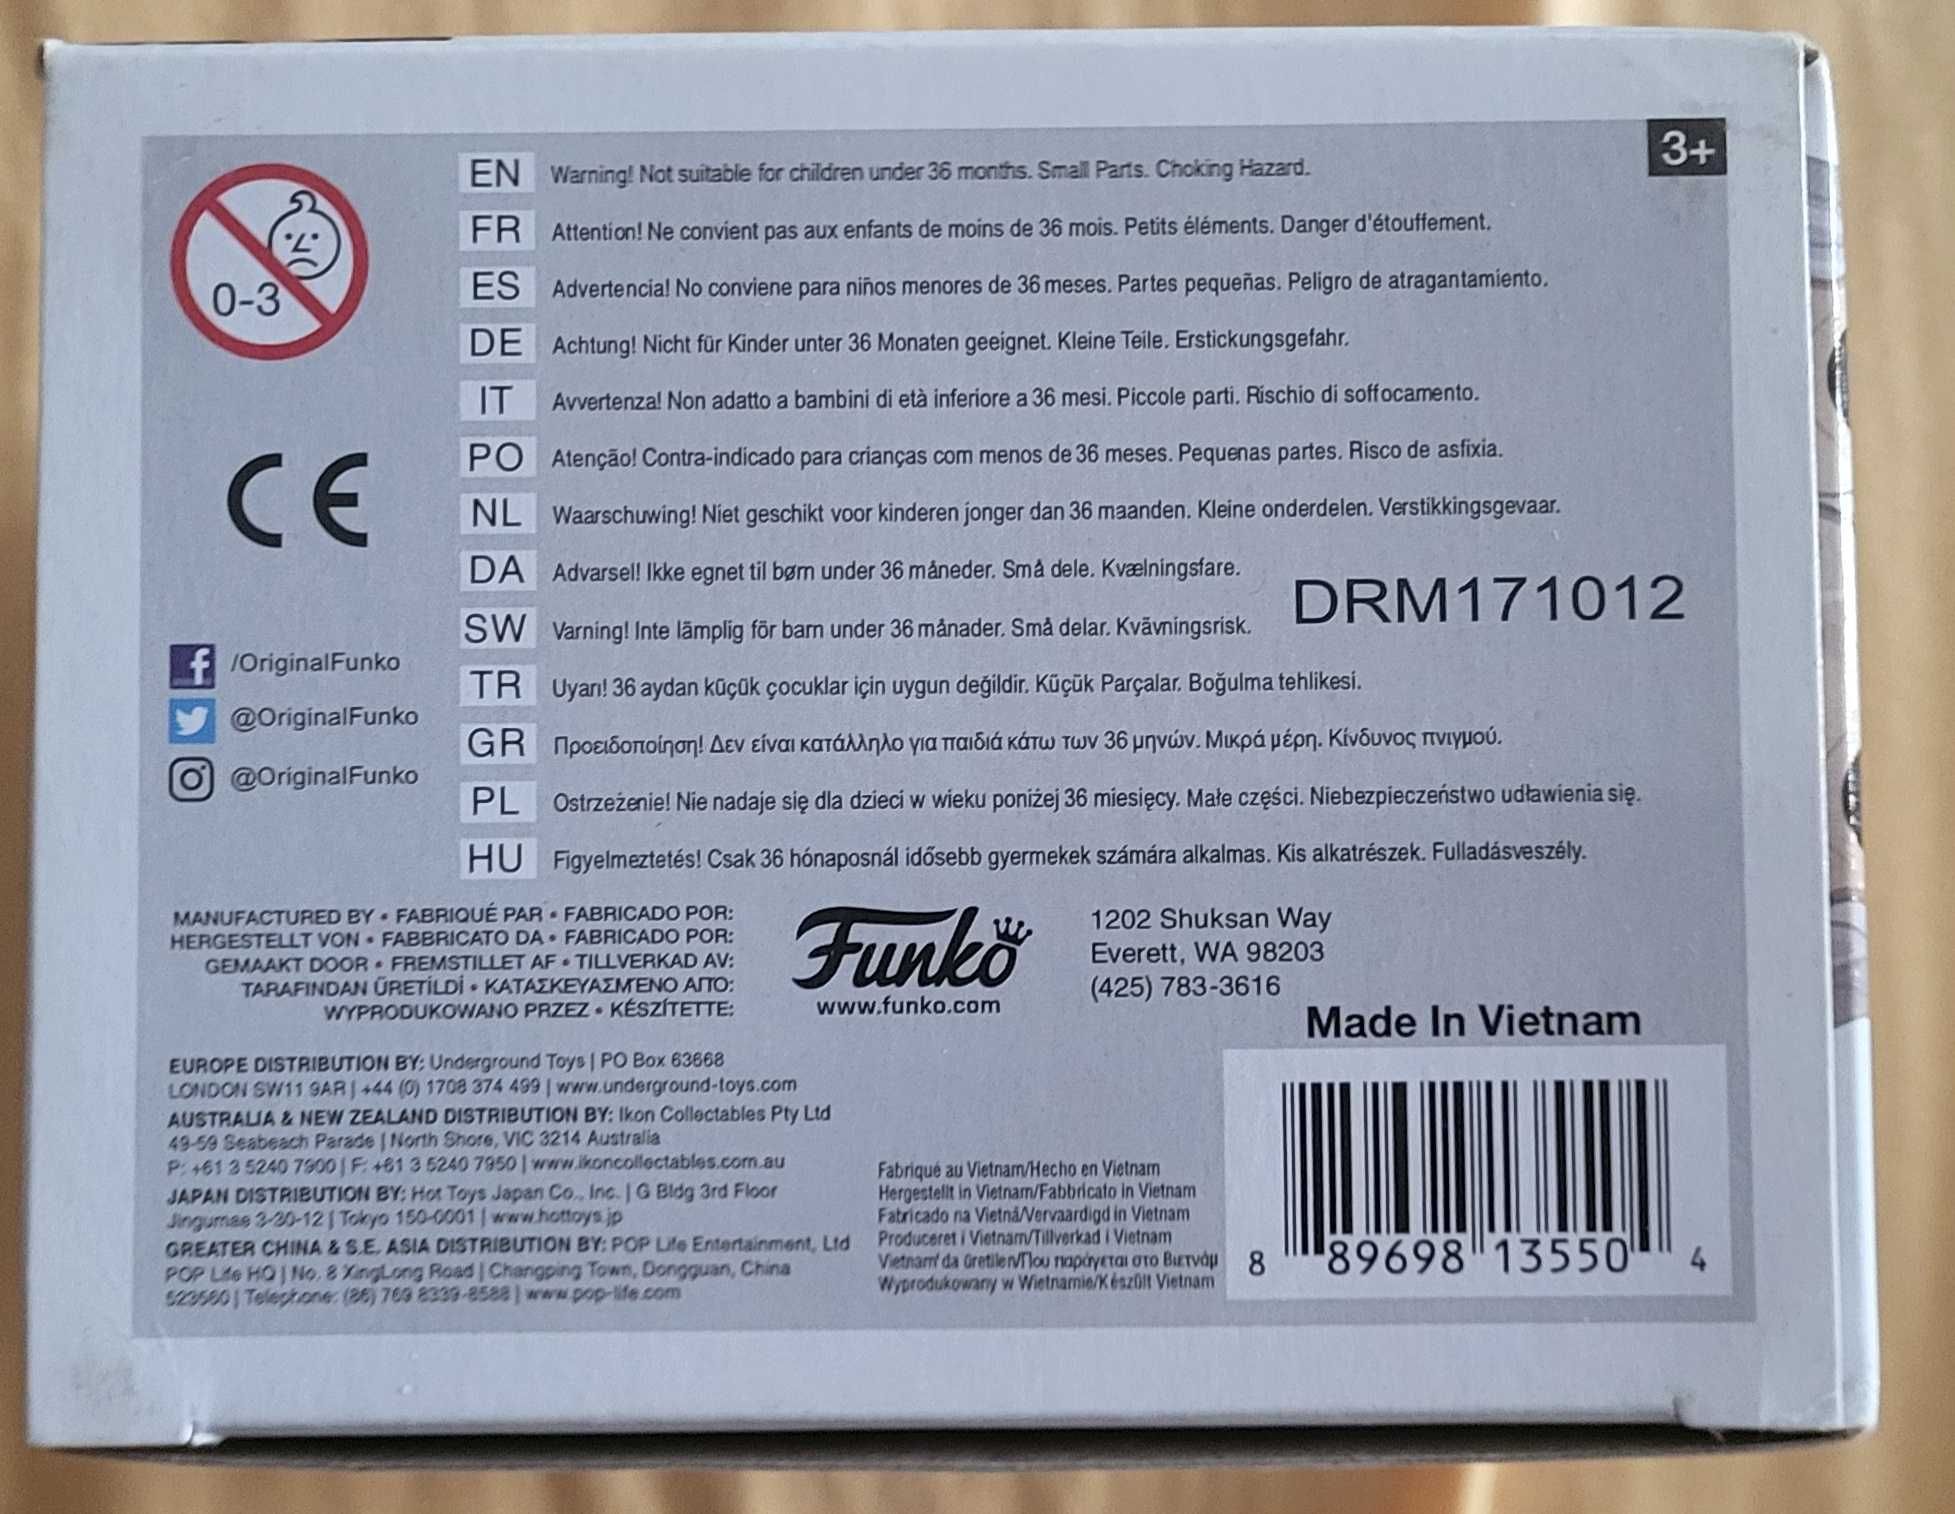 3+
0-3
EN Warning! Not suitable for children under 36 months. Small Parts. Choking Hazard.
FR Attention! Ne convient pas aux enfants de moins de 36 mois. Petits éléments. Danger d'étouffement.
ES Advertencia! No conviene para niños menores de 36 meses. Partes pequeñas. Peligro de atragantamiento.
DE Achtung! Nicht für Kinder unter 36 Monaten geeignet. Kleine Teile. Erstickungsgefahr.
IT Avvertenza! Non adatto a bambini di età inferiore a 36 mesi. Piccole parti. Rischio di soffocamento.
PO Atenção! Contra-indicado para crianças com menos de 36 meses. Pequenas partes. Risco de asfixia.
NL Waarschuwing! Niet geschikt voor kinderen jonger dan 36 maanden. Kleine onderdelen. Verstikkingsgevaar.
DA Advarsel! Ikke egnet til børn under 36 måneder. Små dele. Kvælningsfare.
SW Varning! Inte lämplig för barn under 36 månader. Små delar. Kvävningsrisk.
TR Uyarı! 36 aydan küçük çocuklar için uygun değildir. Küçük Parçalar. Boğulma tehlikesi.
GR Προειδοποίηση! Δεν είναι κατάλληλο για παιδιά κάτω των 36 μηνών. Μικρά μέρη. Κίνδυνος πνιγμού.
PL Ostrzeżenie! Nie nadaje się dla dzieci w wieku poniżej 36 miesięcy. Małe części. Niebezpieczeństwo udławienia się.
HU Figyelmeztetés! Csak 36 hónaposnál idősebb gyermekek számára alkalmas. Kis alkatrészek. Fulladásveszély.
CE
DRM171012
/OriginalFunko
@OriginalFunko
@OriginalFunko
MANUFACTURED BY • FABRIQUÉ PAR • FABRICADO POR:
HERGESTELLT VON • FABBRICATO DA • FABRICADO POR:
GEMAAKT DOOR • FREMSTILLET AF • TILLVERKAD AV:
TARAFINDAN ÜRETİLDİ • ΚΑΤΑΣΚΕΥΑΣΜΈΝΟ ΑΠΌ:
WYPRODUKOWANO PRZEZ • KÉSZÍTETTE:
Funko
www.funko.com
1202 Shuksan Way
Everett, WA 98203
(425) 783-3616
Made In Vietnam
EUROPE DISTRIBUTION BY: Underground Toys | PO Box 63668
LONDON SW11 9AR | +44 (0) 1708 374 499 | www.underground-toys.com
AUSTRALIA & NEW ZEALAND DISTRIBUTION BY: Ikon Collectables Pty Ltd
49-59 Seabeach Parade | North Shore, VIC 3214 Australia
P: +61 3 5240 7900 | F: +61 3 5240 7950 | www.ikoncollectables.com.au
JAPAN DISTRIBUTION BY: Hot Toys Japan Co., Inc. | G Bldg 3rd Floor
Jingumae 3-20-12 | Tokyo 150-0001 | www.hottoys.jp
GREATER CHINA & S.E. ASIA DISTRIBUTION BY: POP Life Entertainment, Ltd
POP Life HQ | No. 8 XingLong Road | Changping Town, Dongguan, China
523560 | Telephone: (86) 769 8339-8588 | www.pop-life.com
Fabriqué au Vietnam/Hecho en Vietnam
Hergestellt in Vietnam/Fabbricato in Vietnam
Fabricado na Vietnã/Vervaardigd in Vietnam
Produceret i Vietnam/Tillverkad i Vietnam
Vietnam' da üretilen/Που παράγεται στο Βιετνάμ
Wyprodukowany w Wietnamie/Készült Vietnam
8 89698 13550 4